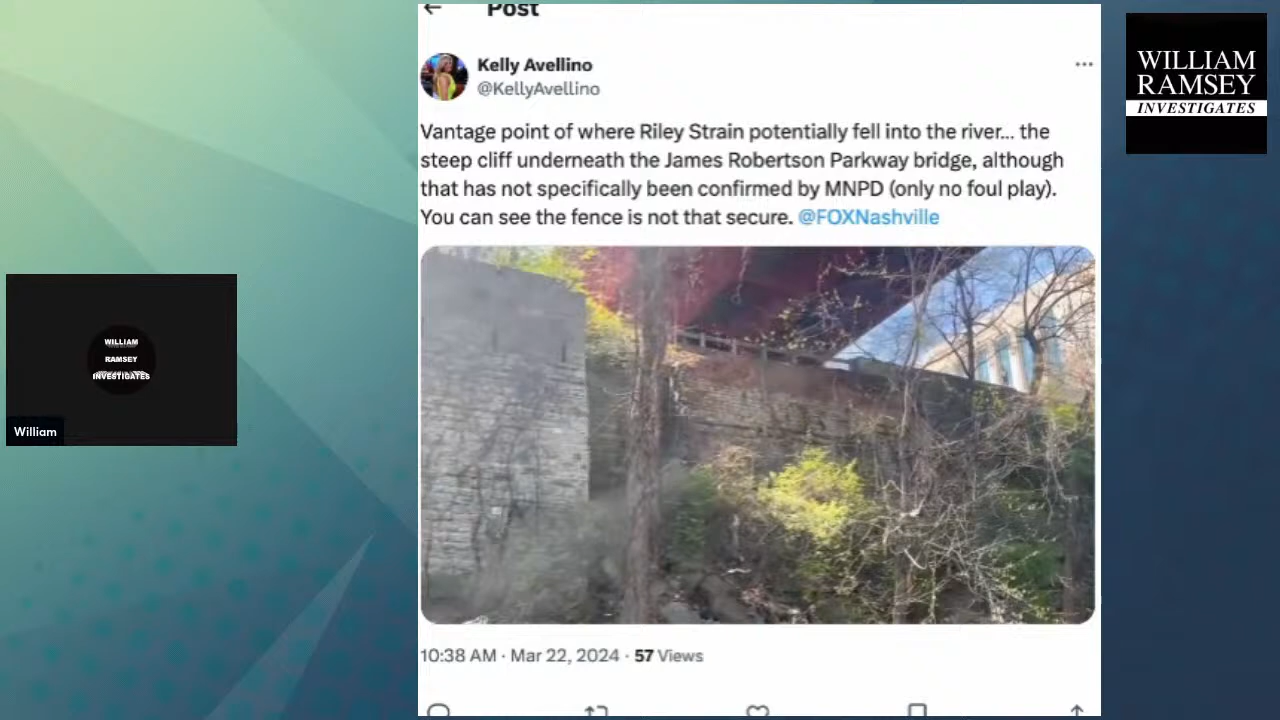 Post
Kelly Avellino
@KellyAvellino
Vantage point of where Riley Strain potentially fell into the river... the
steep cliff underneath the James Robertson Parkway bridge, although
that has not specifically been confirmed by MNPD (only no foul play).
You can see the fence is not that secure. @FOXNashville
10:38 AM · Mar 22, 2024 · 57 Views
WILLIAM
RAMSEY
INVESTIGATES
William
WILLIAM
RAMSEY
INVESTIGATES